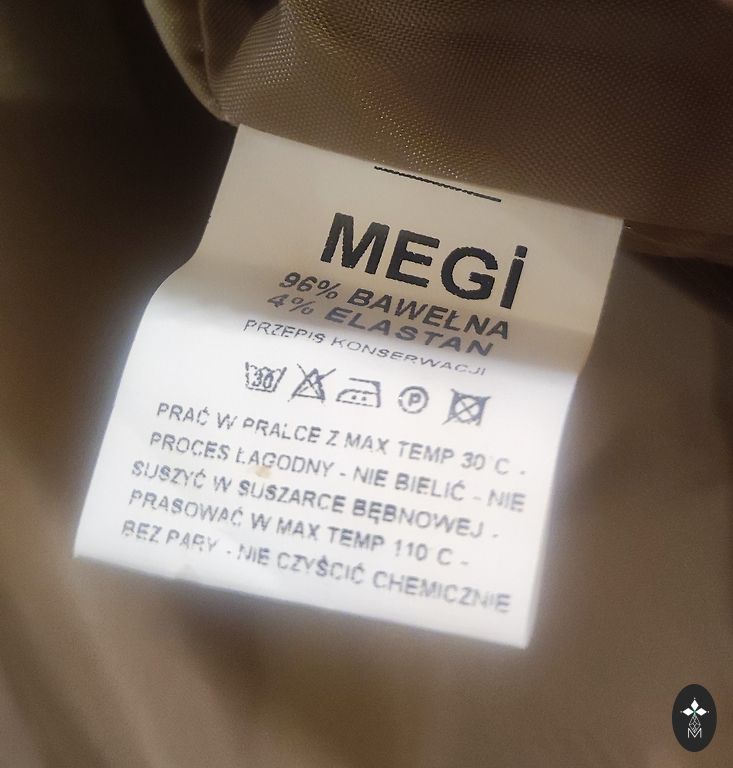 MEGİ
96% BAWEŁNA
4% ELASTAN
PRZEPIS KONSERWACJI
30 P
PRAĆ W PRALCE Z MAX TEMP 30°C -
PROCES ŁAGODNY - NIE BIELIĆ - NIE
SUSZYĆ W SUSZARCE BĘBNOWEJ -
PRASOWAĆ W MAX TEMP 110°C -
BEZ PARY - NIE CZYŚCIĆ CHEMICZNIE
M